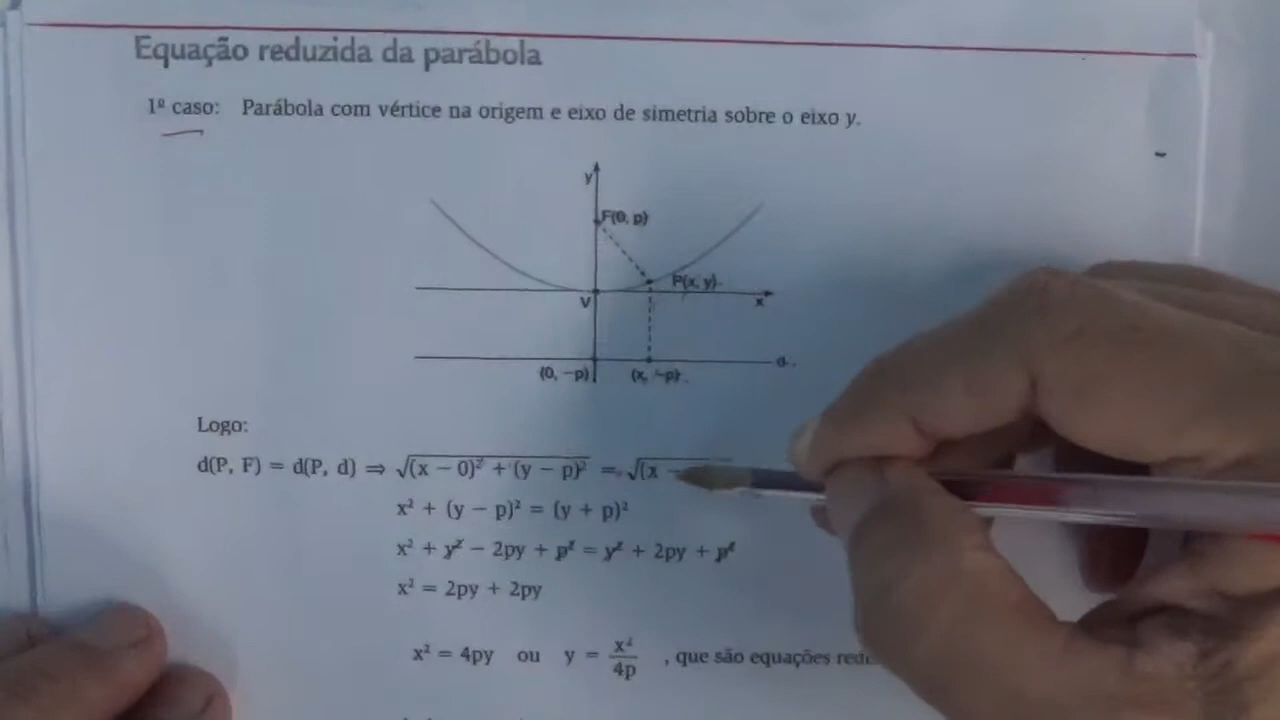 Equação reduzida da parábola
1º caso: Parábola com vértice na origem e eixo de simetria sobre o eixo y.
y
F(0, p)
P(x, y)
V
x
d
(0, −p)
(x, −p)
Logo:
d(P, F) = d(P, d) ⇒ √(x − 0)² + (y − p)² = √(x −
x² + (y − p)² = (y + p)²
x² + y² − 2py + p² = y² + 2py + p²
x² = 2py + 2py
x² = 4py ou y = x²/4p , que são equações